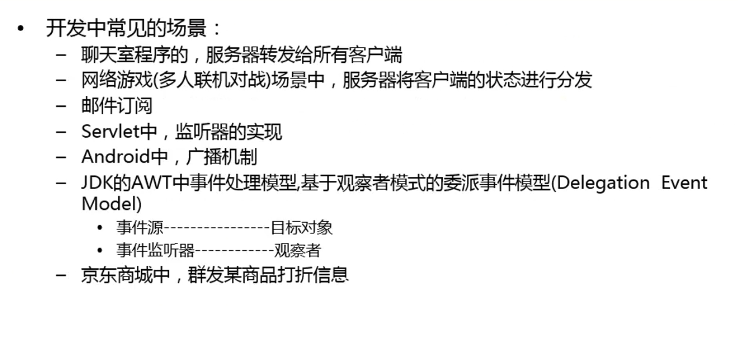 • 开发中常见的场景：
– 聊天室程序的，服务器转发给所有客户端
– 网络游戏(多人联机对战)场景中，服务器将客户端的状态进行分发
– 邮件订阅
– Servlet中，监听器的实现
– Android中，广播机制
– JDK的AWT中事件处理模型,基于观察者模式的委派事件模型(Delegation Event
Model)
• 事件源----------------目标对象
• 事件监听器------------观察者
– 京东商城中，群发某商品打折信息